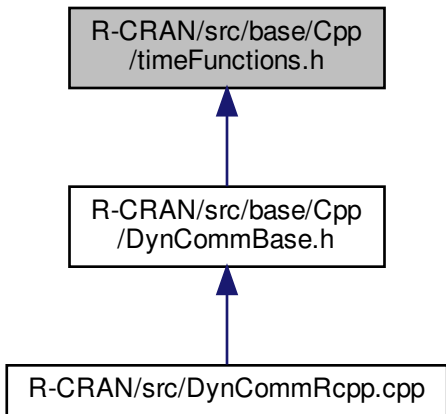 R-CRAN/src/base/Cpp
/timeFunctions.h
R-CRAN/src/base/Cpp
/DynCommBase.h
R-CRAN/src/DynCommRcpp.cpp